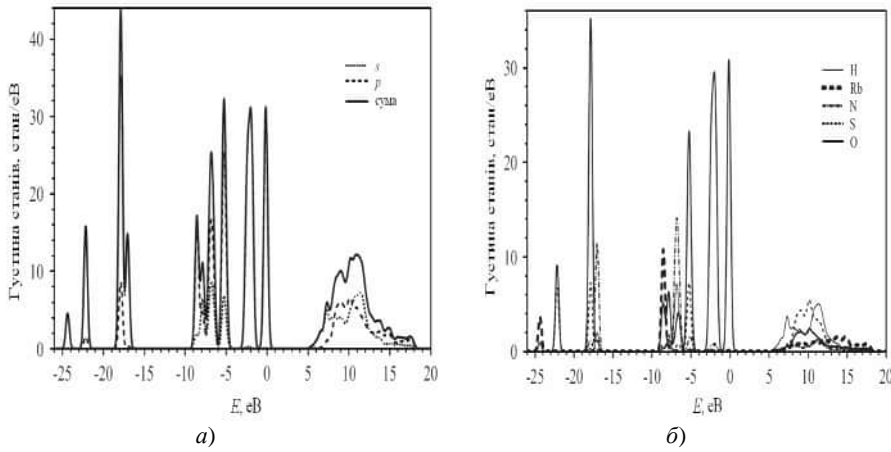 40
30
20
10
0
Густина станів, стан/еВ
s
p
сума
-25 -20 -15 -10 -5 0 5 10 15 20
E, еВ
а)
30
20
10
0
Густина станів, стан/еВ
H
Rb
N
S
O
-25 -20 -15 -10 -5 0 5 10 15 20
E, еВ
б)